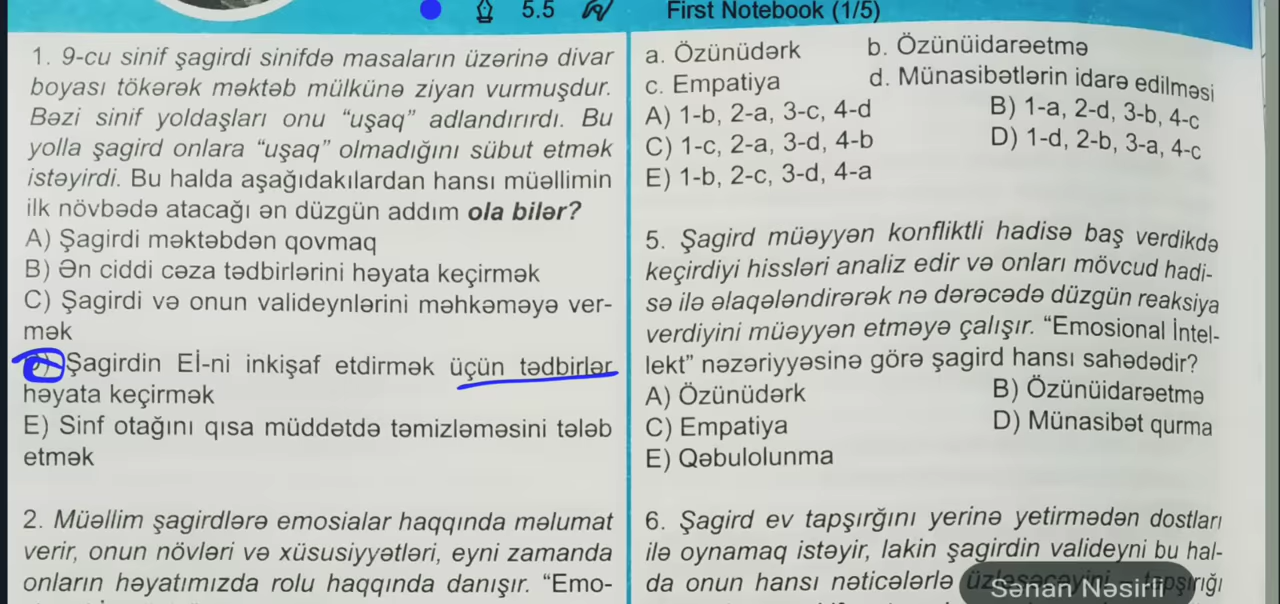 5.5 First Notebook (1/5)
1. 9-cu sinif şagirdi sinifdə masaların üzərinə divar
boyası tökərək məktəb mülkünə ziyan vurmuşdur.
Bəzi sinif yoldaşları onu “uşaq” adlandırırdı. Bu
yolla şagird onlara “uşaq” olmadığını sübut etmək
istəyirdi. Bu halda aşağıdakılardan hansı müəllimin
ilk növbədə atacağı ən düzgün addım ola bilər?
A) Şagirdi məktəbdən qovmaq
B) Ən ciddi cəza tədbirlərini həyata keçirmək
C) Şagirdi və onun valideynlərini məhkəməyə ver-
mək
Şagirdin Eİ-ni inkişaf etdirmək üçün tədbirlər
həyata keçirmək
E) Sinf otağını qısa müddətdə təmizləməsini tələb
etmək
2. Müəllim şagirdlərə emosialar haqqında məlumat
verir, onun növləri və xüsusiyyətləri, eyni zamanda
onların həyatımızda rolu haqqında danışır. “Emo-
a. Özünüdərk b. Özünüidarəetmə
c. Empatiya d. Münasibətlərin idarə edilməsi
A) 1-b, 2-a, 3-c, 4-d B) 1-a, 2-d, 3-b, 4-c
C) 1-c, 2-a, 3-d, 4-b D) 1-d, 2-b, 3-a, 4-c
E) 1-b, 2-c, 3-d, 4-a
5. Şagird müəyyən konfliktli hadisə baş verdikdə
keçirdiyi hissləri analiz edir və onları mövcud hadi-
sə ilə əlaqələndirərək nə dərəcədə düzgün reaksiya
verdiyini müəyyən etməyə çalışır. “Emosional İntel-
lekt” nəzəriyyəsinə görə şagird hansı sahədədir?
A) Özünüdərk B) Özünüidarəetmə
C) Empatiya D) Münasibət qurma
E) Qəbulolunma
6. Şagird ev tapşırğını yerinə yetirmədən dostları
ilə oynamaq istəyir, lakin şagirdin valideyni bu hal-
da onun hansı nəticələrlə
Sənan Nəsirli